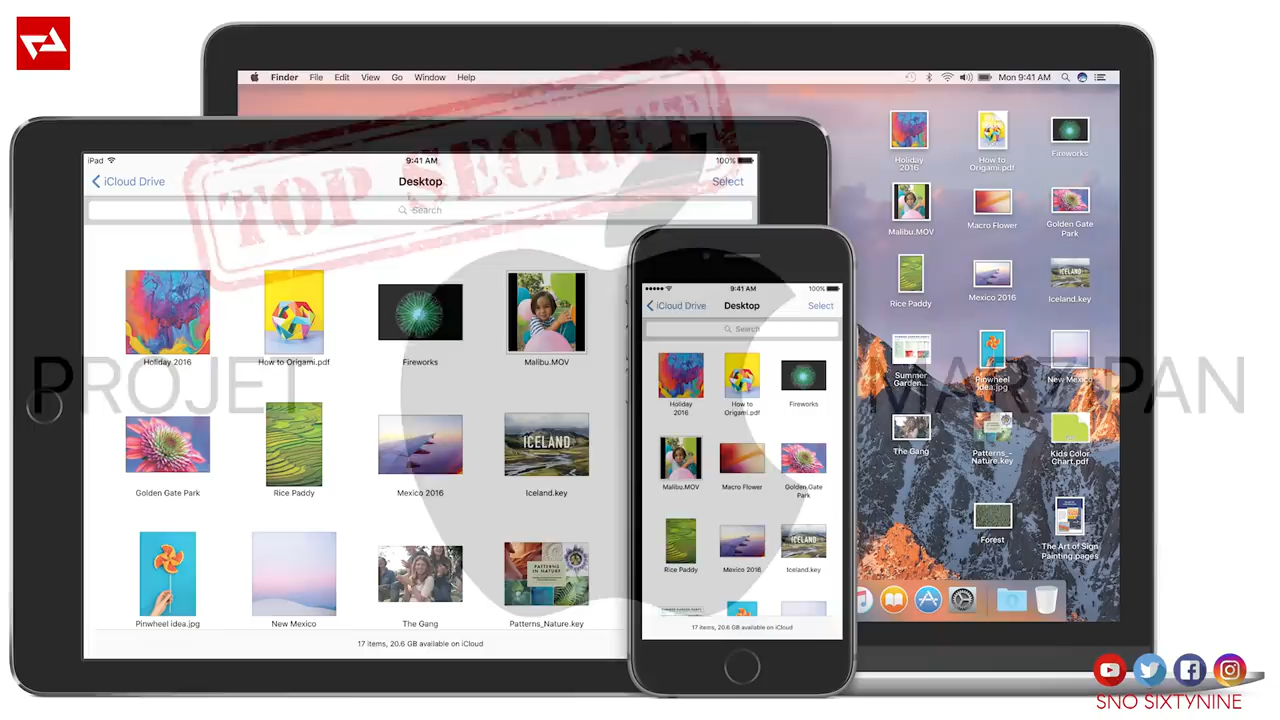 Finder File Edit View Go Window Help
Mon 9:41 AM
iPad
9:41 AM
100%
iCloud Drive
Desktop
Select
Search
TOP SECRET
Holiday 2016
How to Origami.pdf
Fireworks
Malibu.MOV
Golden Gate Park
Rice Paddy
Mexico 2016
Iceland.key
ICELAND
Pinwheel idea.jpg
New Mexico
The Gang
Patterns_Nature.key
PATTERNS
IN NATURE
17 items, 20.6 GB available on iCloud
PROJET
MARZIPAN
9:41 AM
100%
iCloud Drive
Desktop
Select
Search
Holiday
2016
How to
Origami.pdf
Fireworks
Malibu.MOV
Macro Flower
Golden Gate
Park
Rice Paddy
Mexico 2016
Iceland.key
ICELAND
17 items, 20.6 GB available on iCloud
Holiday
2016
How to
Origami.pdf
Fireworks
Malibu.MOV
Macro Flower
Golden Gate
Park
Rice Paddy
Mexico 2016
Iceland.key
ICELAND
Summer
Garden...
Pinwheel
idea.jpg
New Mexico
The Gang
Patterns_-
Nature.key
Kids Color
Chart.pdf
Forest
The Art of Sign
Painting pages
SNO SIXTYNINE